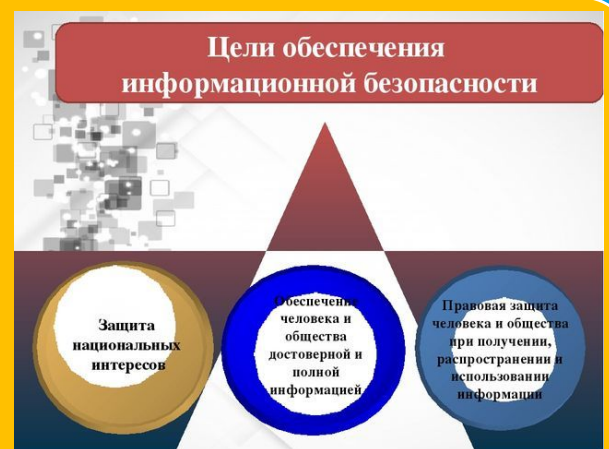 Цели обеспечения
информационной безопасности
Защита
национальных
интересов
Обеспечение
человека и
общества
достоверной и
полной
информацией
Правовая защита
человека и общества
при получении,
распространении и
использовании
информации